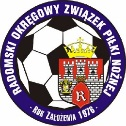 RADOMSKI OKRĘGOWY ZWIĄZEK PIŁKI NOŻNEJ
R
- ROK ZAŁOŻENIA 1976 -